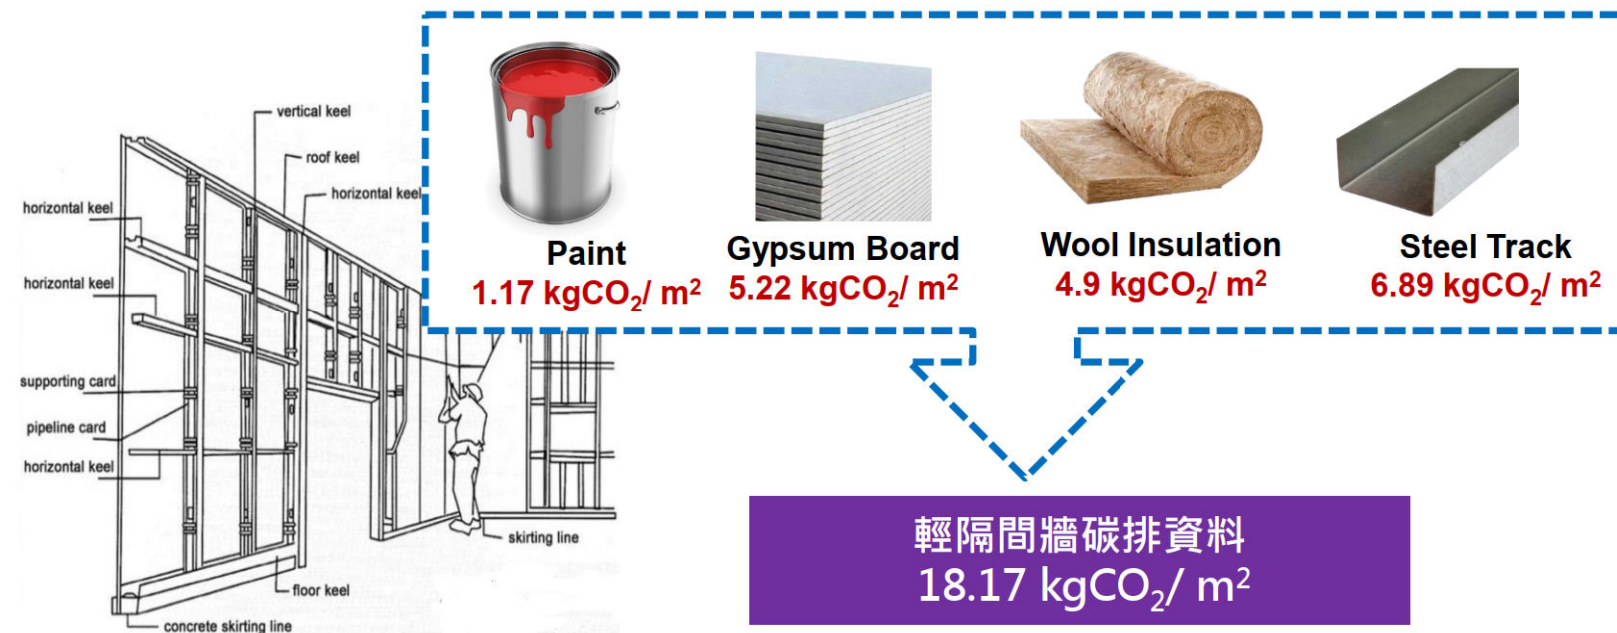 vertical keel
roof keel
horizontal keel
horizontal keel
horizontal keel
supporting card
pipeline card
horizontal keel
skirting line
floor keel
concrete skirting line
Paint
1.17 kgCO₂/ m²
Gypsum Board
5.22 kgCO₂/ m²
Wool Insulation
4.9 kgCO₂/ m²
Steel Track
6.89 kgCO₂/ m²
輕隔間牆碳排資料
18.17 kgCO₂/ m²